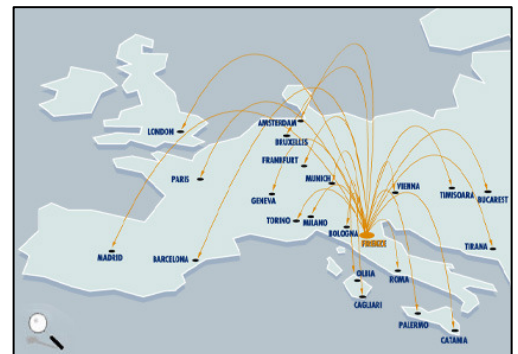 AMSTERDAM
LONDON
BRUXELLES
FRANKFURT
PARIS
MUNICH
GENEVA
VIENNA
TIMISOARA
BUCAREST
TORINO
MILANO
BOLOGNA
FIRENZE
MADRID
BARCELONA
TIRANA
OLBIA
ROMA
CAGLIARI
PALERMO
CATANIA